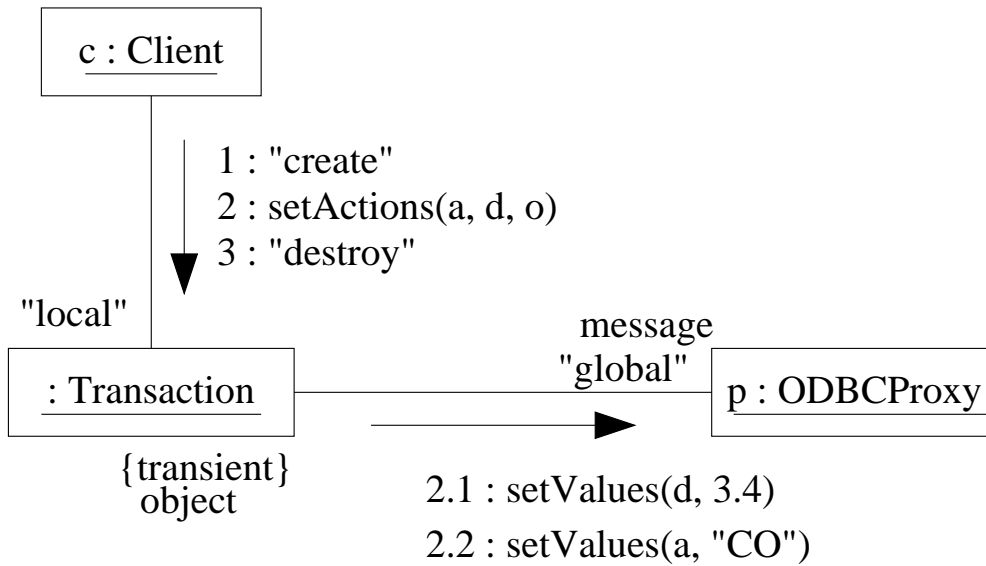 c : Client
1 : "create"
2 : setActions(a, d, o)
3 : "destroy"
"local"
message
"global"
: Transaction
p : ODBCProxy
{transient}
object
2.1 : setValues(d, 3.4)
2.2 : setValues(a, "CO")